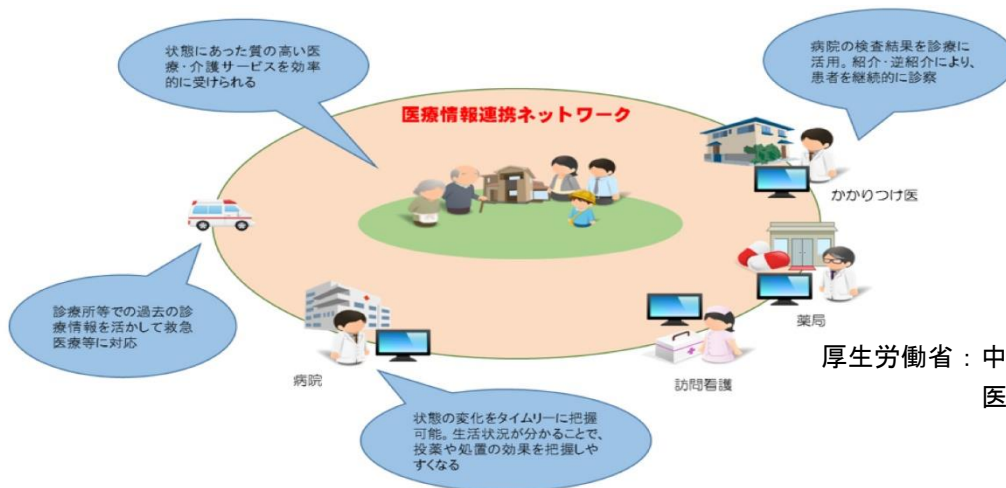 状態にあった質の高い医
療・介護サービスを効率
的に受けられる
病院の検査結果を診療に
活用。紹介・逆紹介により、
患者を継続的に診察
医療情報連携ネットワーク
かかりつけ医
診療所等での過去の診
療情報を活かして救急
医療等に対応
薬局
病院
訪問看護
厚生労働省：中
医
状態の変化をタイムリーに把握
可能。生活状況が分かることで、
投薬や処置の効果を把握しや
すくなる